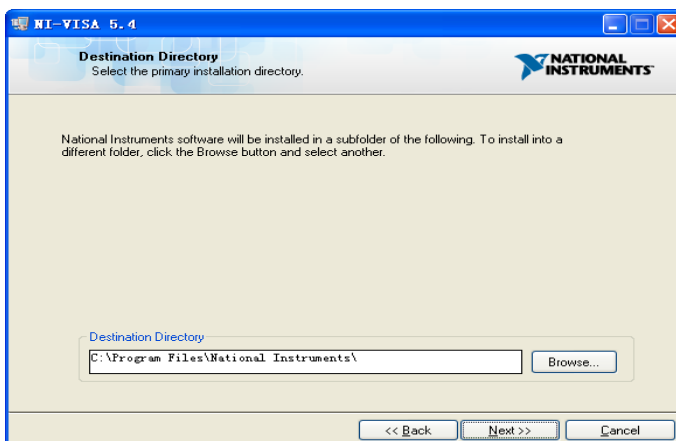 NI-VISA 5.4
Destination Directory
Select the primary installation directory.
NATIONAL
INSTRUMENTS
National Instruments software will be installed in a subfolder of the following. To install into a
different folder, click the Browse button and select another.
Destination Directory
C:\Program Files\National Instruments\
Browse...
<< Back
Next >>
Cancel